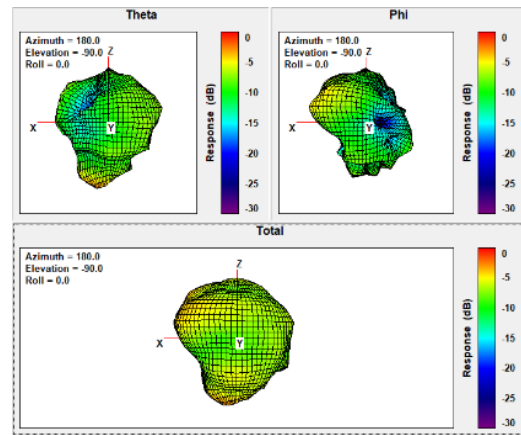 Theta
Azimuth = 180.0
Elevation = -90.0
Roll = 0.0
Z
X
Y
0
-5
-10
-15
-20
-25
-30
Response (dB)
Phi
Azimuth = 180.0
Elevation = -90.0
Roll = 0.0
Z
X
Y
0
-5
-10
-15
-20
-25
-30
Response (dB)
Total
Azimuth = 180.0
Elevation = -90.0
Roll = 0.0
Z
X
Y
0
-5
-10
-15
-20
-25
-30
Response (dB)